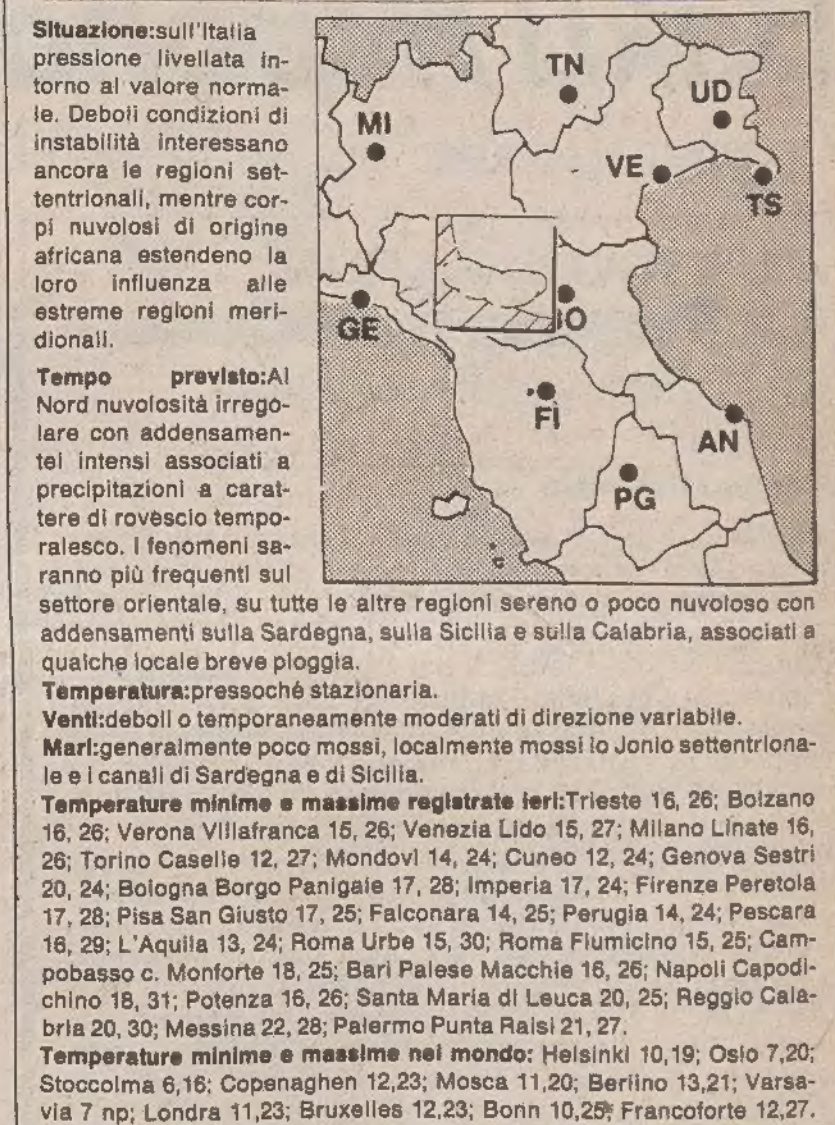 Situazione:sull'Italia
pressione livellata in-
torno al valore norma-
le. Deboli condizioni di
instabilità interessano
ancora le regioni set-
tentrionali, mentre cor-
pi nuvolosi di origine
africana estendeno la
loro influenza alle
estreme regioni meri-
dionali.
Tempo previsto:Al
Nord nuvolosità irrego-
lare con addensamen-
tei intensi associati a
precipitazioni a carat-
tere di rovescio tempo-
ralesco. I fenomeni sa-
ranno più frequenti sul
settore orientale, su tutte le altre regioni sereno o poco nuvoloso con
addensamenti sulla Sardegna, sulla Sicilia e sulla Calabria, associati a
qualche locale breve pioggia.
Temperatura:pressoché stazionaria.
Venti:deboli o temporaneamente moderati di direzione variabile.
Mari:generalmente poco mossi, localmente mossi lo Jonio settentriona-
le e i canali di Sardegna e di Sicilia.
Temperature minime e massime registrate ieri:Trieste 16, 26; Bolzano
16, 26; Verona Villafranca 15, 26; Venezia Lido 15, 27; Milano Linate 16,
26; Torino Caselle 12, 27; Mondovì 14, 24; Cuneo 12, 24; Genova Sestri
20, 24; Bologna Borgo Panigale 17, 28; Imperia 17, 24; Firenze Peretola
17, 28; Pisa San Giusto 17, 25; Falconara 14, 25; Perugia 14, 24; Pescara
16, 29; L'Aquila 13, 24; Roma Urbe 15, 30; Roma Fiumicino 15, 25; Cam-
pobasso c. Monforte 18, 25; Bari Palese Macchie 16, 26; Napoli Capodi-
chino 18, 31; Potenza 16, 26; Santa Maria di Leuca 20, 25; Reggio Cala-
bria 20, 30; Messina 22, 28; Palermo Punta Raisi 21, 27.
Temperature minime e massime nel mondo: Helsinki 10,19; Oslo 7,20;
Stoccolma 6,16; Copenaghen 12,23; Mosca 11,20; Berlino 13,21; Varsa-
via 7 np; Londra 11,23; Bruxelles 12,23; Bonn 10,25; Francoforte 12,27.
TN
UD
MI
VE
TS
GE
BO
FI
AN
PG